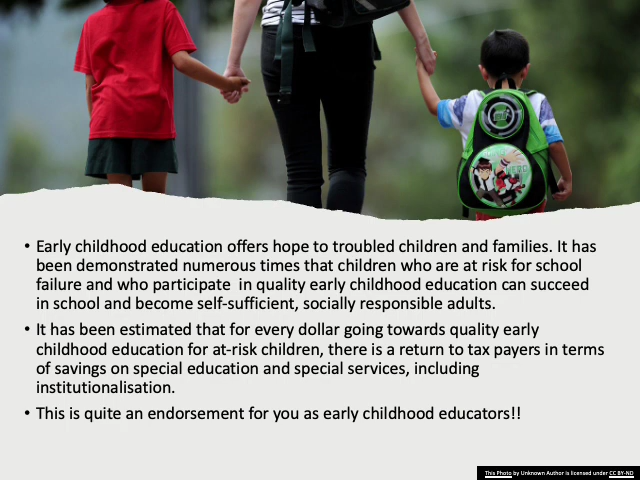 • Early childhood education offers hope to troubled children and families. It has
been demonstrated numerous times that children who are at risk for school
failure and who participate  in quality early childhood education can succeed
in school and become self-sufficient, socially responsible adults.
• It has been estimated that for every dollar going towards quality early
childhood education for at-risk children, there is a return to tax payers in terms
of savings on special education and special services, including
institutionalisation.
• This is quite an endorsement for you as early childhood educators!!
This Photo by Unknown Author is licensed under CC BY-ND